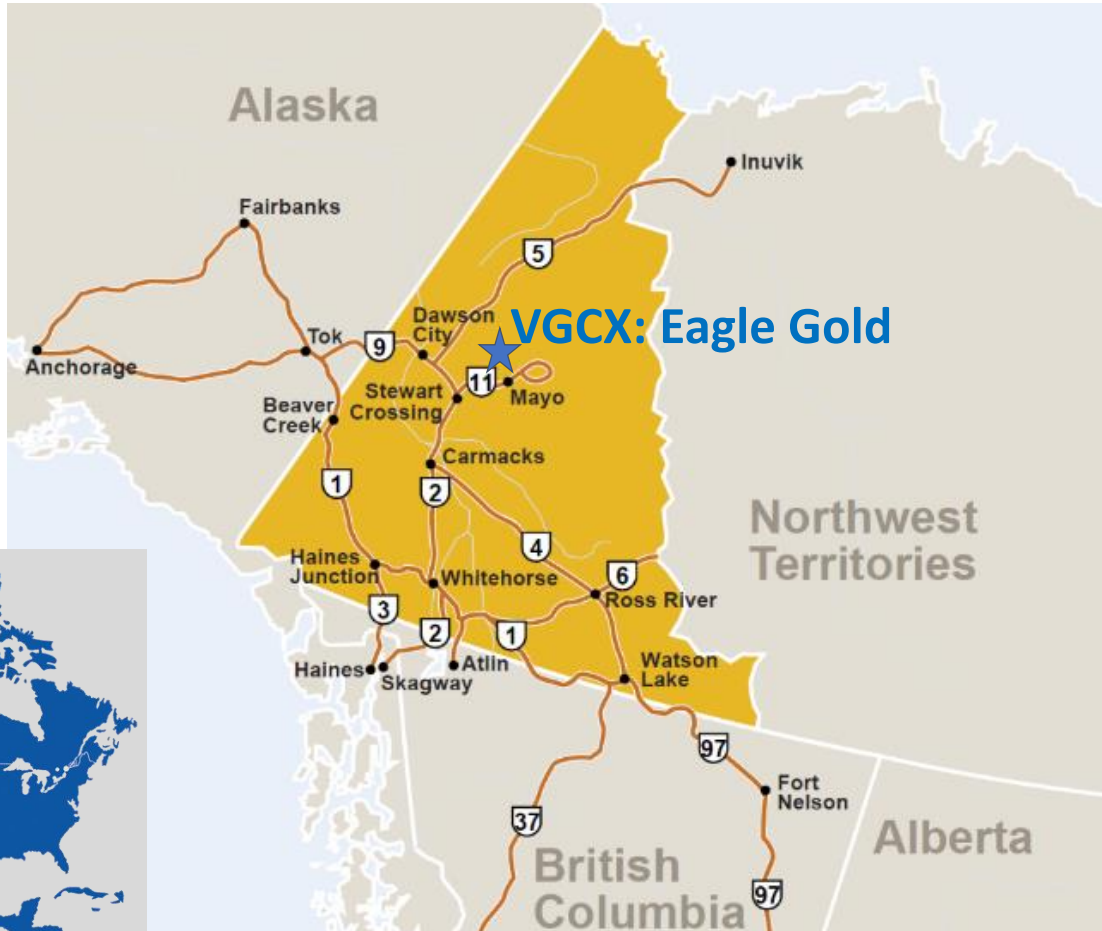 Alaska
Inuvik
Fairbanks
5
Dawson
City
VGCX: Eagle Gold
Tok
9
Anchorage
11
Mayo
Stewart
Crossing
Beaver
Creek
Carmacks
1
2
Northwest
Territories
4
Haines
Junction
Whitehorse
6
Ross River
3
2
1
Haines
Skagway
Atlin
Watson
Lake
97
Fort
Nelson
37
Alberta
British
Columbia
97